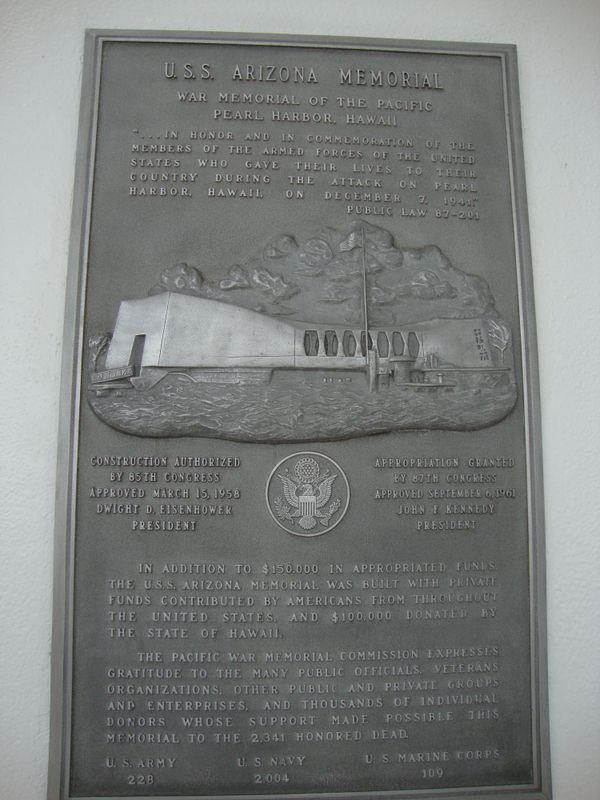 U.S.S. ARIZONA MEMORIAL
WAR MEMORIAL OF THE PACIFIC
PEARL HARBOR, HAWAII
"...IN HONOR AND IN COMMEMORATION OF THE
MEMBERS OF THE ARMED FORCES OF THE UNITED
STATES WHO GAVE THEIR LIVES TO THEIR
COUNTRY DURING THE ATTACK ON PEARL
HARBOR, HAWAII, ON DECEMBER 7, 1941."
PUBLIC LAW 87-201
CONSTRUCTION AUTHORIZED
BY 85TH CONGRESS
APPROVED MARCH 15, 1958
DWIGHT D. EISENHOWER
PRESIDENT
APPROPRIATION GRANTED
BY 87TH CONGRESS
APPROVED SEPTEMBER 6, 1961
JOHN F. KENNEDY
PRESIDENT
IN ADDITION TO $150,000 IN APPROPRIATED FUNDS,
THE U.S.S. ARIZONA MEMORIAL WAS BUILT WITH PRIVATE
FUNDS CONTRIBUTED BY AMERICANS FROM THROUGHOUT
THE UNITED STATES, AND $100,000 DONATED BY
THE STATE OF HAWAII.
THE PACIFIC WAR MEMORIAL COMMISSION EXPRESSES
GRATITUDE TO THE MANY PUBLIC OFFICIALS, VETERANS
ORGANIZATIONS, OTHER PUBLIC AND PRIVATE GROUPS
AND ENTERPRISES, AND THOUSANDS OF INDIVIDUAL
DONORS WHOSE SUPPORT MADE POSSIBLE THIS
MEMORIAL TO THE 2,341 HONORED DEAD.
U.S. ARMY U.S. NAVY U.S. MARINE CORPS
228 2,004 109